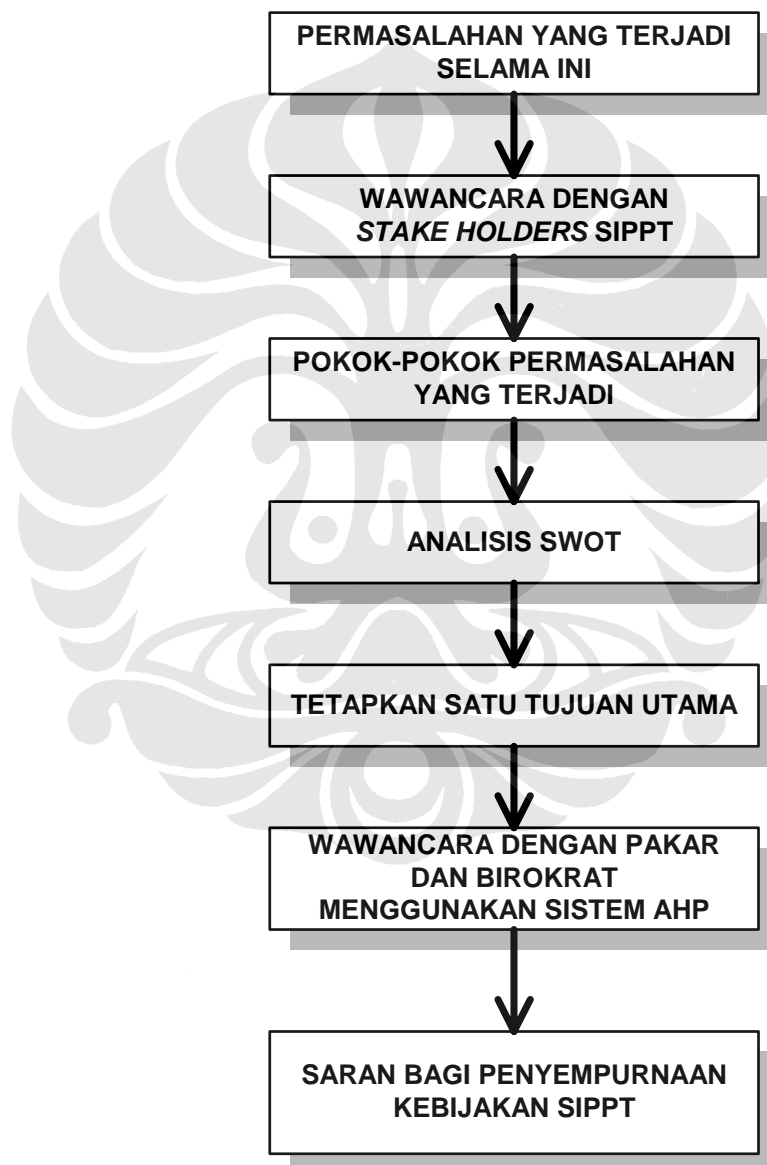 PERMASALAHAN YANG TERJADI
SELAMA INI
WAWANCARA DENGAN
STAKE HOLDERS SIPPT
POKOK-POKOK PERMASALAHAN
YANG TERJADI
ANALISIS SWOT
TETAPKAN SATU TUJUAN UTAMA
WAWANCARA DENGAN PAKAR
DAN BIROKRAT
MENGGUNAKAN SISTEM AHP
SARAN BAGI PENYEMPURNAAN
KEBIJAKAN SIPPT